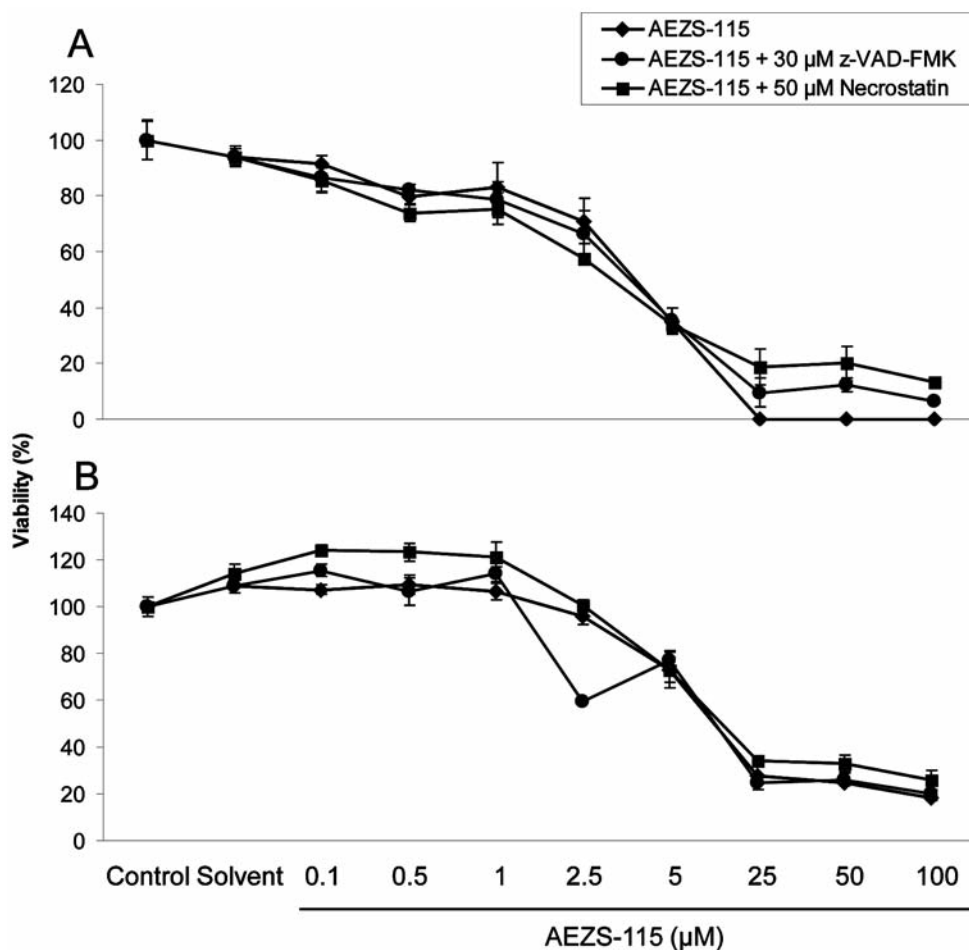 A
AEZS-115
AEZS-115 + 30 µM z-VAD-FMK
AEZS-115 + 50 µM Necrostatin
120
100
80
60
40
20
0
Viability (%)
B
140
120
100
80
60
40
20
0
Control Solvent 0.1 0.5 1 2.5 5 25 50 100
AEZS-115 (µM)